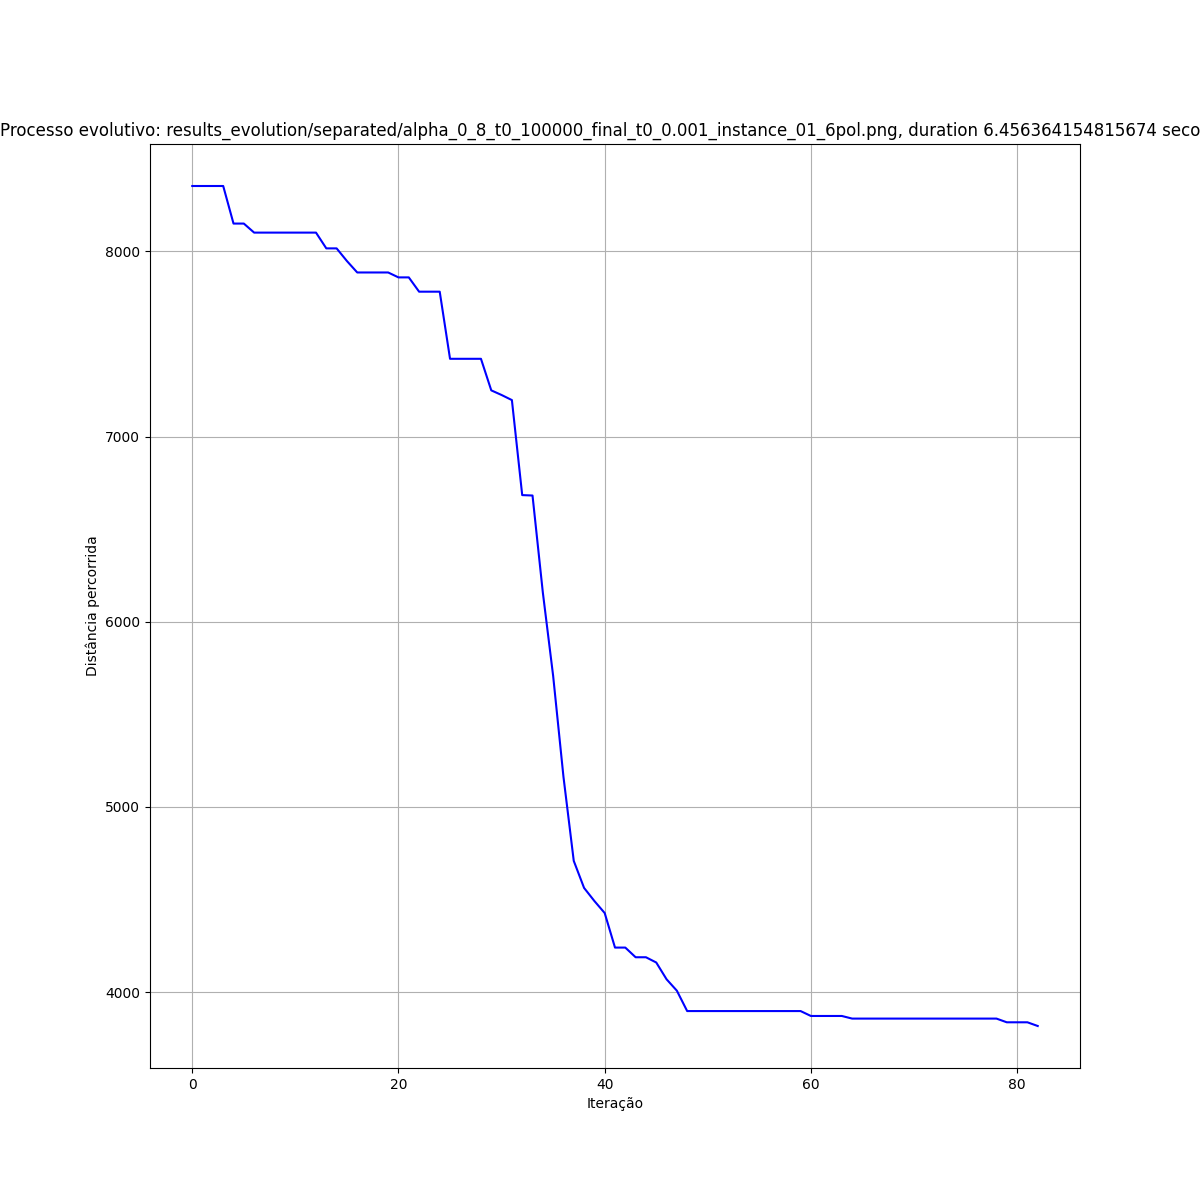 Processo evolutivo: results_evolution/separated/alpha_0_8_t0_100000_final_t0_0.001_instance_01_6pol.png, duration 6.456364154815674 seco
8000
7000
6000
5000
4000
Distância percorrida
0 20 40 60 80
Iteração